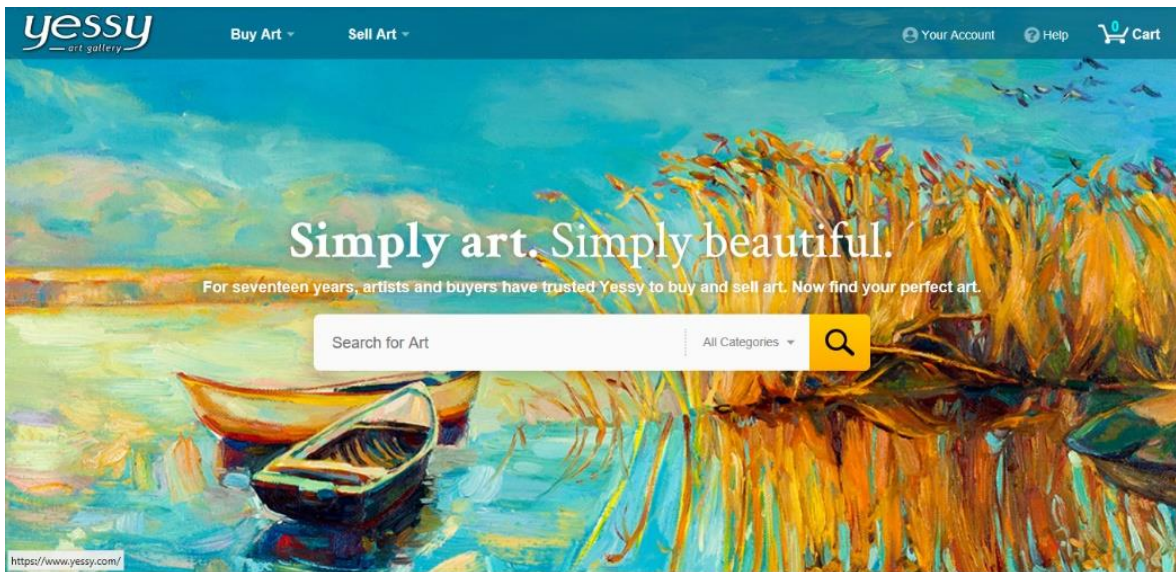 yessy
art gallery
Buy Art
Sell Art
Your Account
? Help
0
Cart
Simply art. Simply beautiful.
For seventeen years, artists and buyers have trusted Yessy to buy and sell art. Now find your perfect art.
Search for Art
All Categories
https://www.yessy.com/